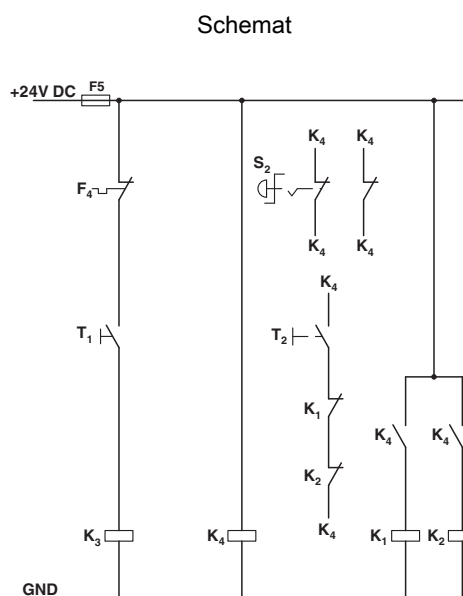 Schemat
F5
+24V DC
K4 K4
S2
F4
K4 K4
K4
T1 T2
K1
K4 K4
K2
K4
K3 K4 K1 K2
GND